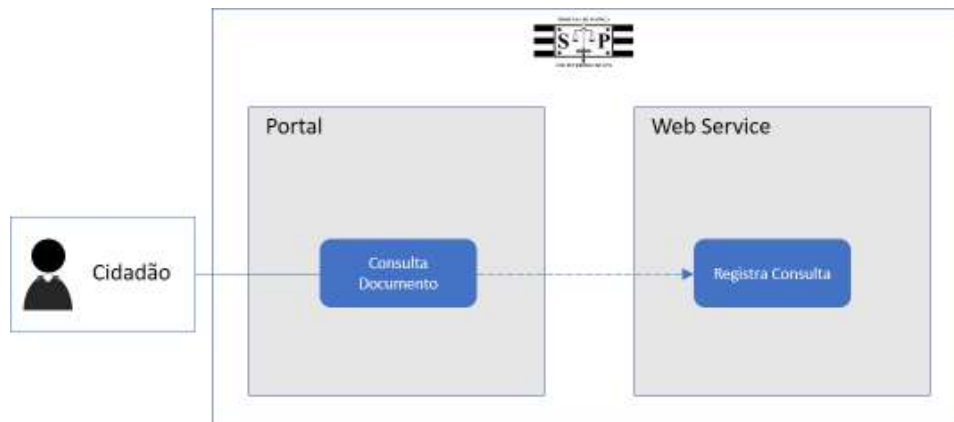 S P
Portal
Web Service
Cidadão
Consulta
Documento
Registra Consulta